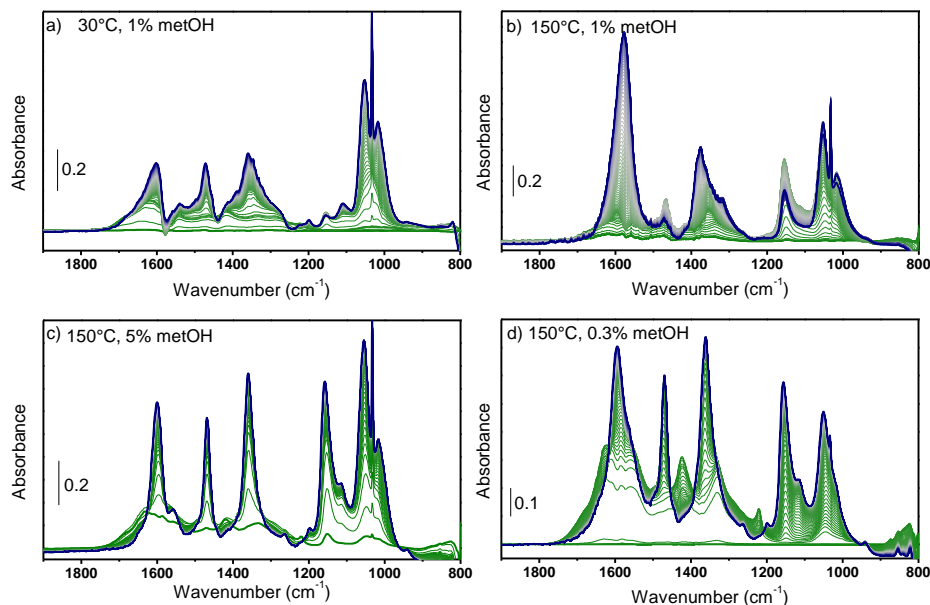 a) 30°C, 1% metOH
Absorbance
0.2
1800 1600 1400 1200 1000 800
Wavenumber (cm⁻¹)
b) 150°C, 1% metOH
Absorbance
0.2
1800 1600 1400 1200 1000 800
Wavenumber (cm⁻¹)
c) 150°C, 5% metOH
Absorbance
0.2
1800 1600 1400 1200 1000 800
Wavenumber (cm⁻¹)
d) 150°C, 0.3% metOH
Absorbance
0.1
1800 1600 1400 1200 1000 800
Wavenumber (cm⁻¹)